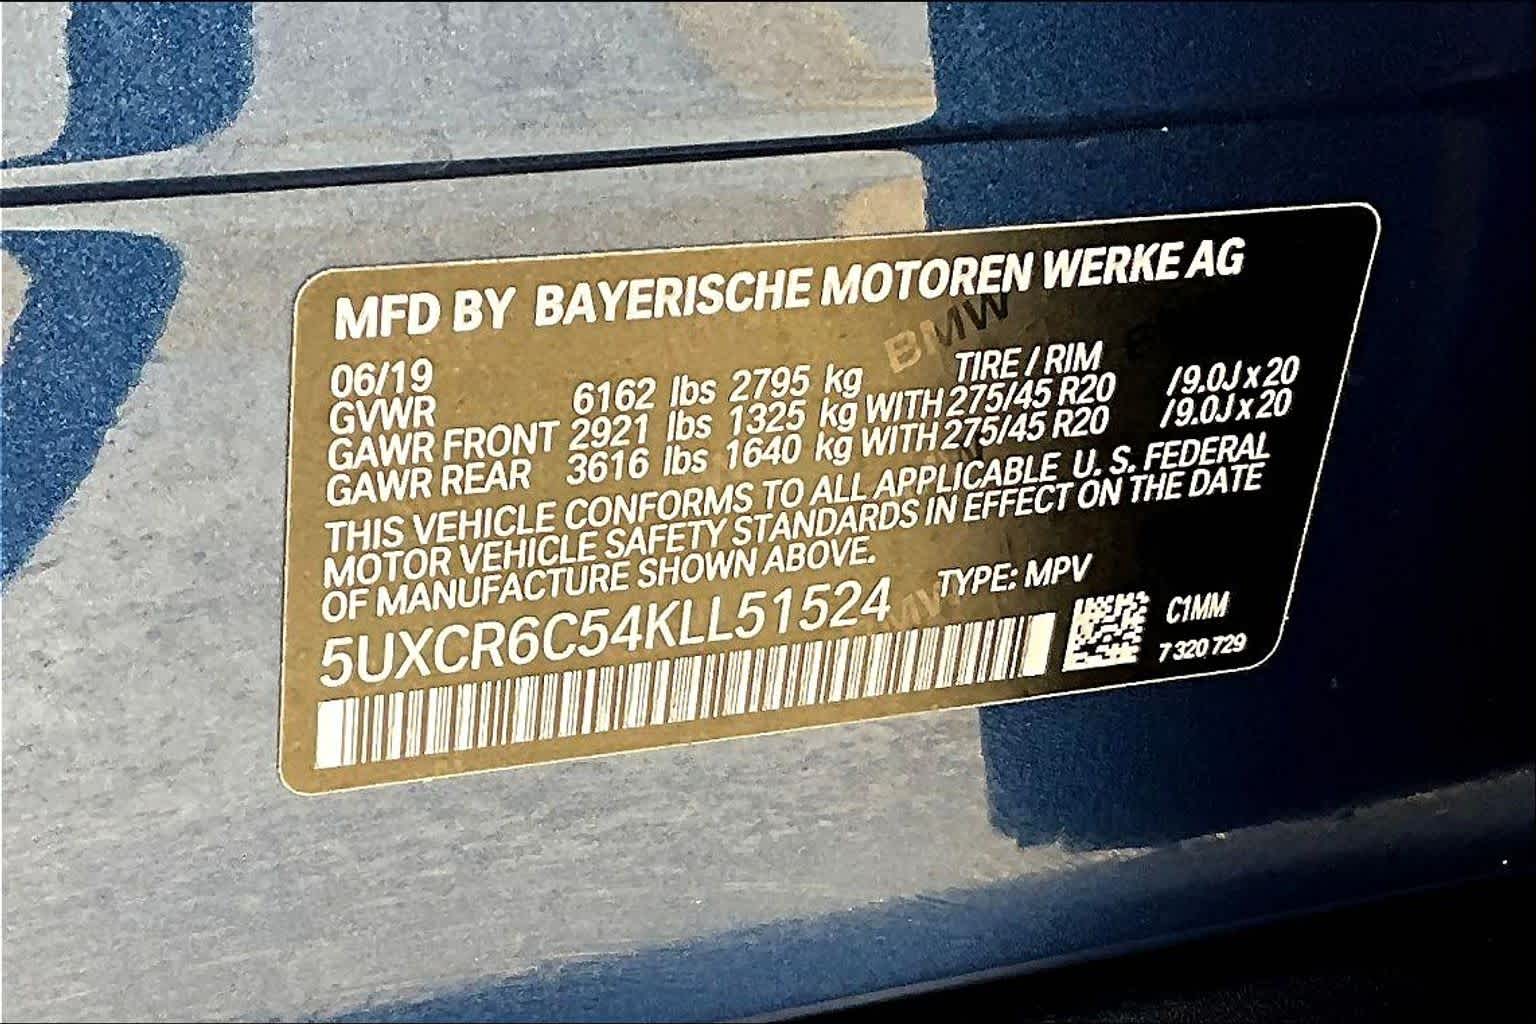 MFD BY BAYERISCHE MOTOREN WERKE AG
06/19 TIRE / RIM
GVWR 6162 lbs 2795 kg
GAWR FRONT 2921 lbs 1325 kg WITH 275/45 R20 /9.0J x 20
GAWR REAR 3616 lbs 1640 kg WITH 275/45 R20 /9.0J x 20
THIS VEHICLE CONFORMS TO ALL APPLICABLE U. S. FEDERAL
MOTOR VEHICLE SAFETY STANDARDS IN EFFECT ON THE DATE
OF MANUFACTURE SHOWN ABOVE.
5UXCR6C54KLL51524 TYPE: MPV
C1MM
7 320 729
BMW